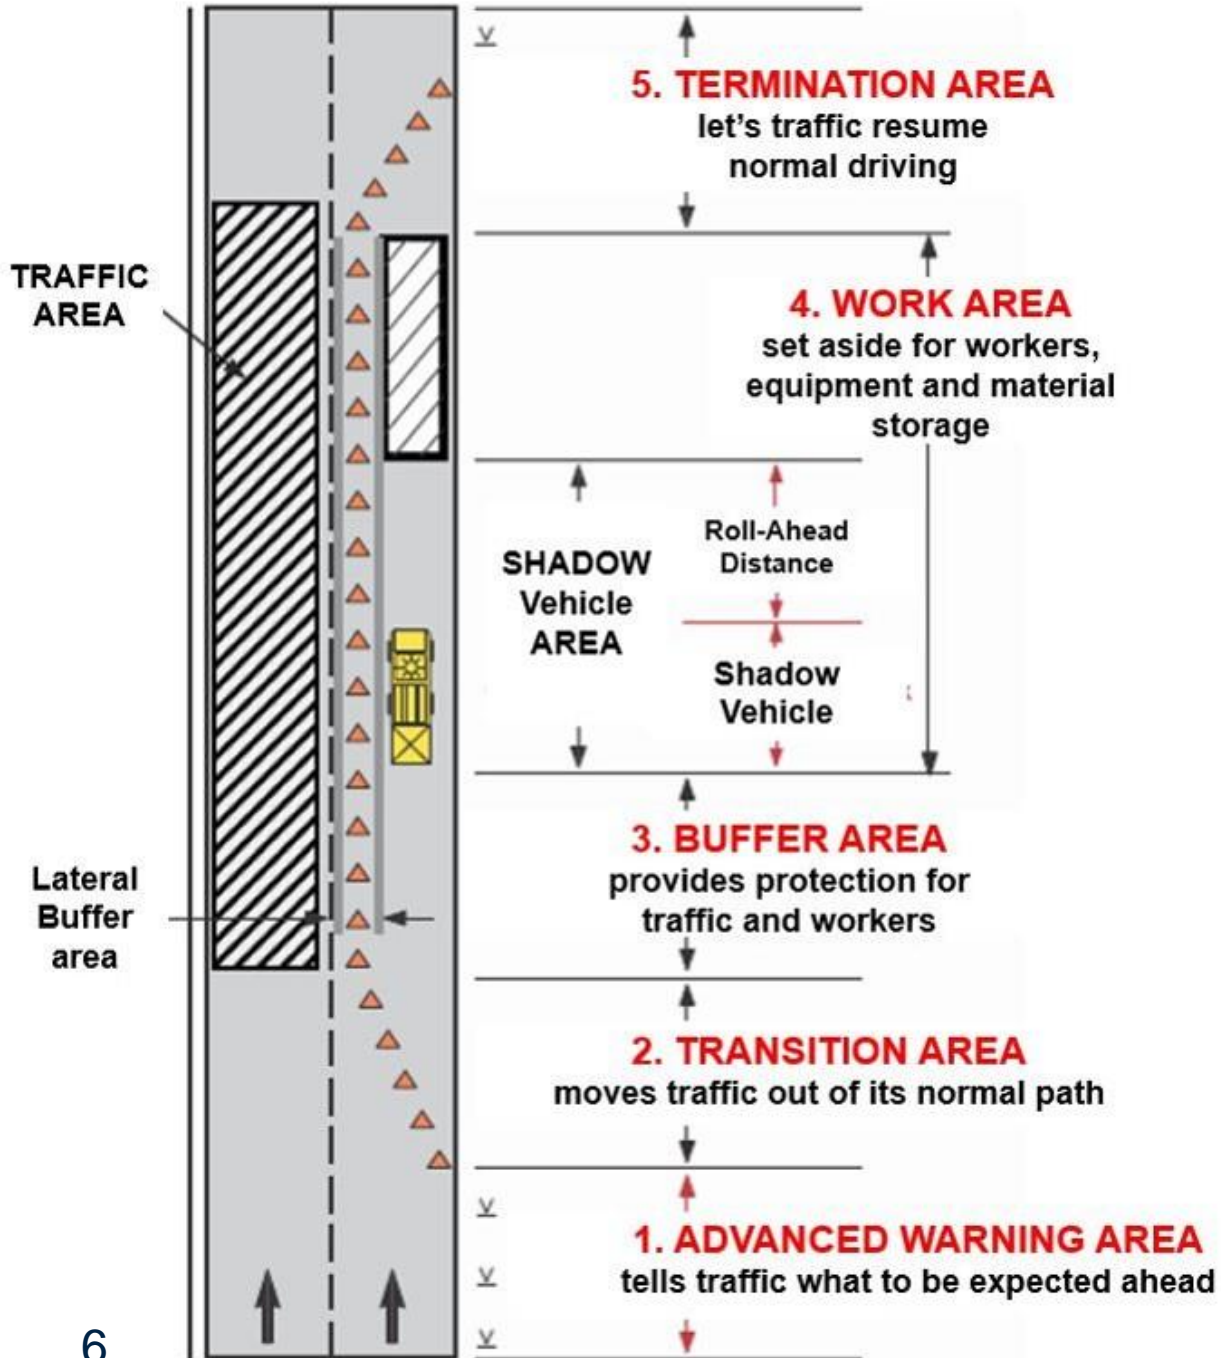 5. TERMINATION AREA
let's traffic resume
normal driving
TRAFFIC
AREA
4. WORK AREA
set aside for workers,
equipment and material
storage
Roll-Ahead
Distance
SHADOW
Vehicle
AREA
Shadow
Vehicle
3. BUFFER AREA
provides protection for
traffic and workers
Lateral
Buffer
area
2. TRANSITION AREA
moves traffic out of its normal path
1. ADVANCED WARNING AREA
tells traffic what to be expected ahead
6